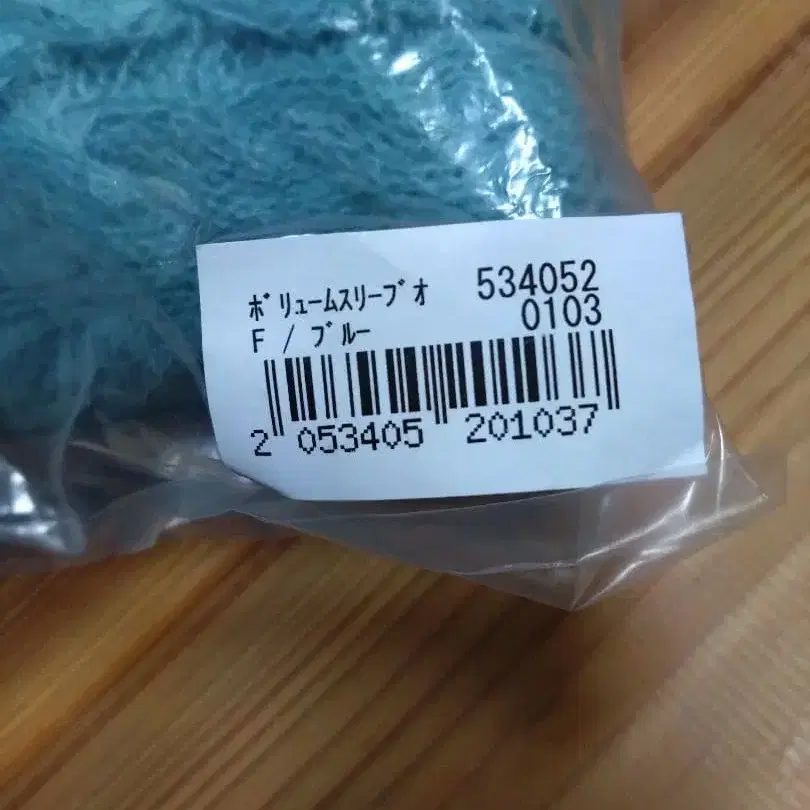 ﾎﾞﾘｭｰﾑｽﾘｰﾌﾞｵ 534052
F / ﾌﾞﾙｰ 0103
2 053405 201037